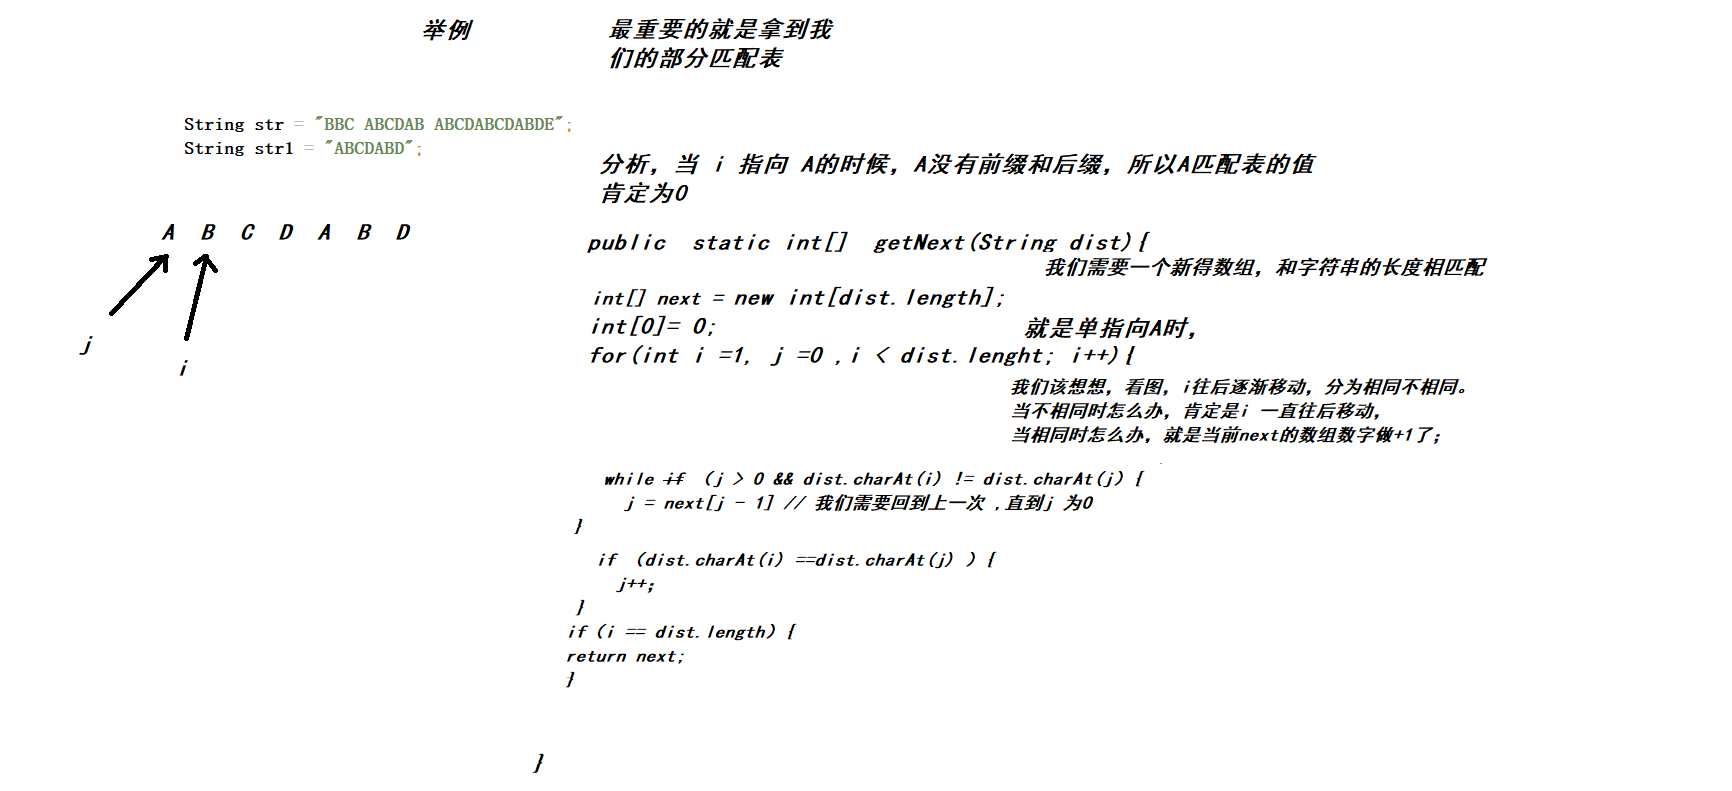 举例
最重要的就是拿到我
们的部分匹配表
String str = "BBC ABCDAB ABCDABCDABDE";
String str1 = "ABCDABD";
分析，当 i 指向 A的时候，A没有前缀和后缀，所以A匹配表的值
肯定为0
A B C D A B D
j
i
public static int[] getNext(String dist){
我们需要一个新得数组，和字符串的长度相匹配
int[] next = new int[dist.length];
int[0]= 0;
就是单指向A时，
for(int i =1, j =0 ,i < dist.lenght; i++){
我们该想想，看图，i往后逐渐移动，分为相同不相同。
当不相同时怎么办，肯定是i 一直往后移动，
当相同时怎么办，就是当前next的数组数字做+1了；
while if （j > 0 && dist.charAt(i) != dist.charAt(j）{
j = next[j - 1] // 我们需要回到上一次 ,直到j 为0
}
if （dist.charAt(i) ==dist.charAt(j) ）{
j++；
}
if（i == dist.length）{
return next;
}
}